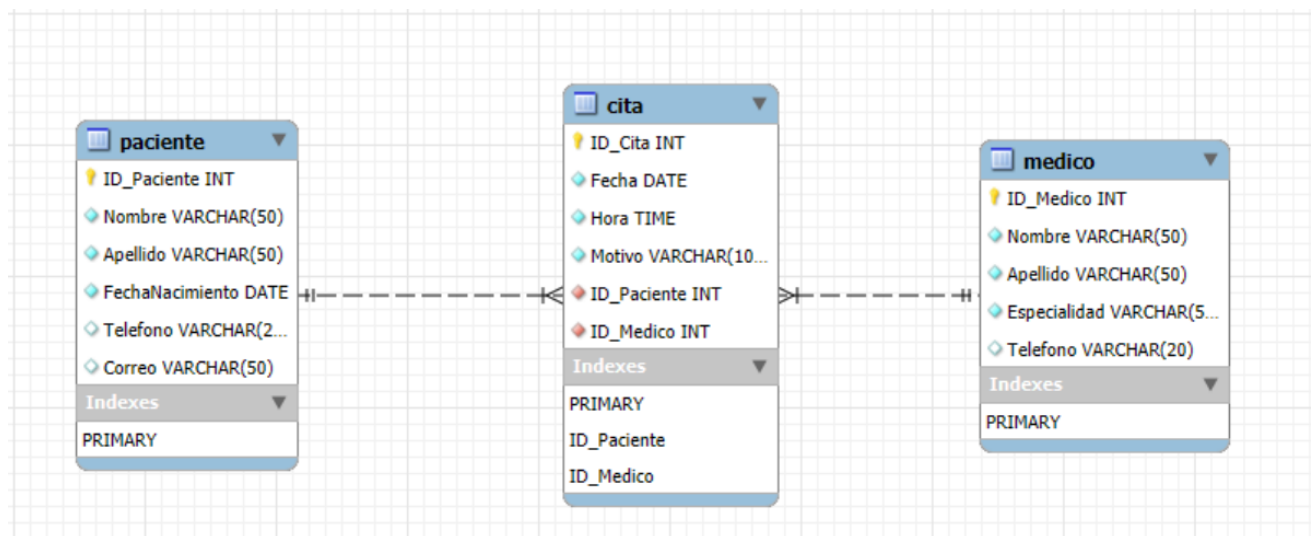 paciente
ID_Paciente INT
Nombre VARCHAR(50)
Apellido VARCHAR(50)
FechaNacimiento DATE
Telefono VARCHAR(2...
Correo VARCHAR(50)
Indexes
PRIMARY
cita
ID_Cita INT
Fecha DATE
Hora TIME
Motivo VARCHAR(10...
ID_Paciente INT
ID_Medico INT
Indexes
PRIMARY
ID_Paciente
ID_Medico
medico
ID_Medico INT
Nombre VARCHAR(50)
Apellido VARCHAR(50)
Especialidad VARCHAR(5...
Telefono VARCHAR(20)
Indexes
PRIMARY